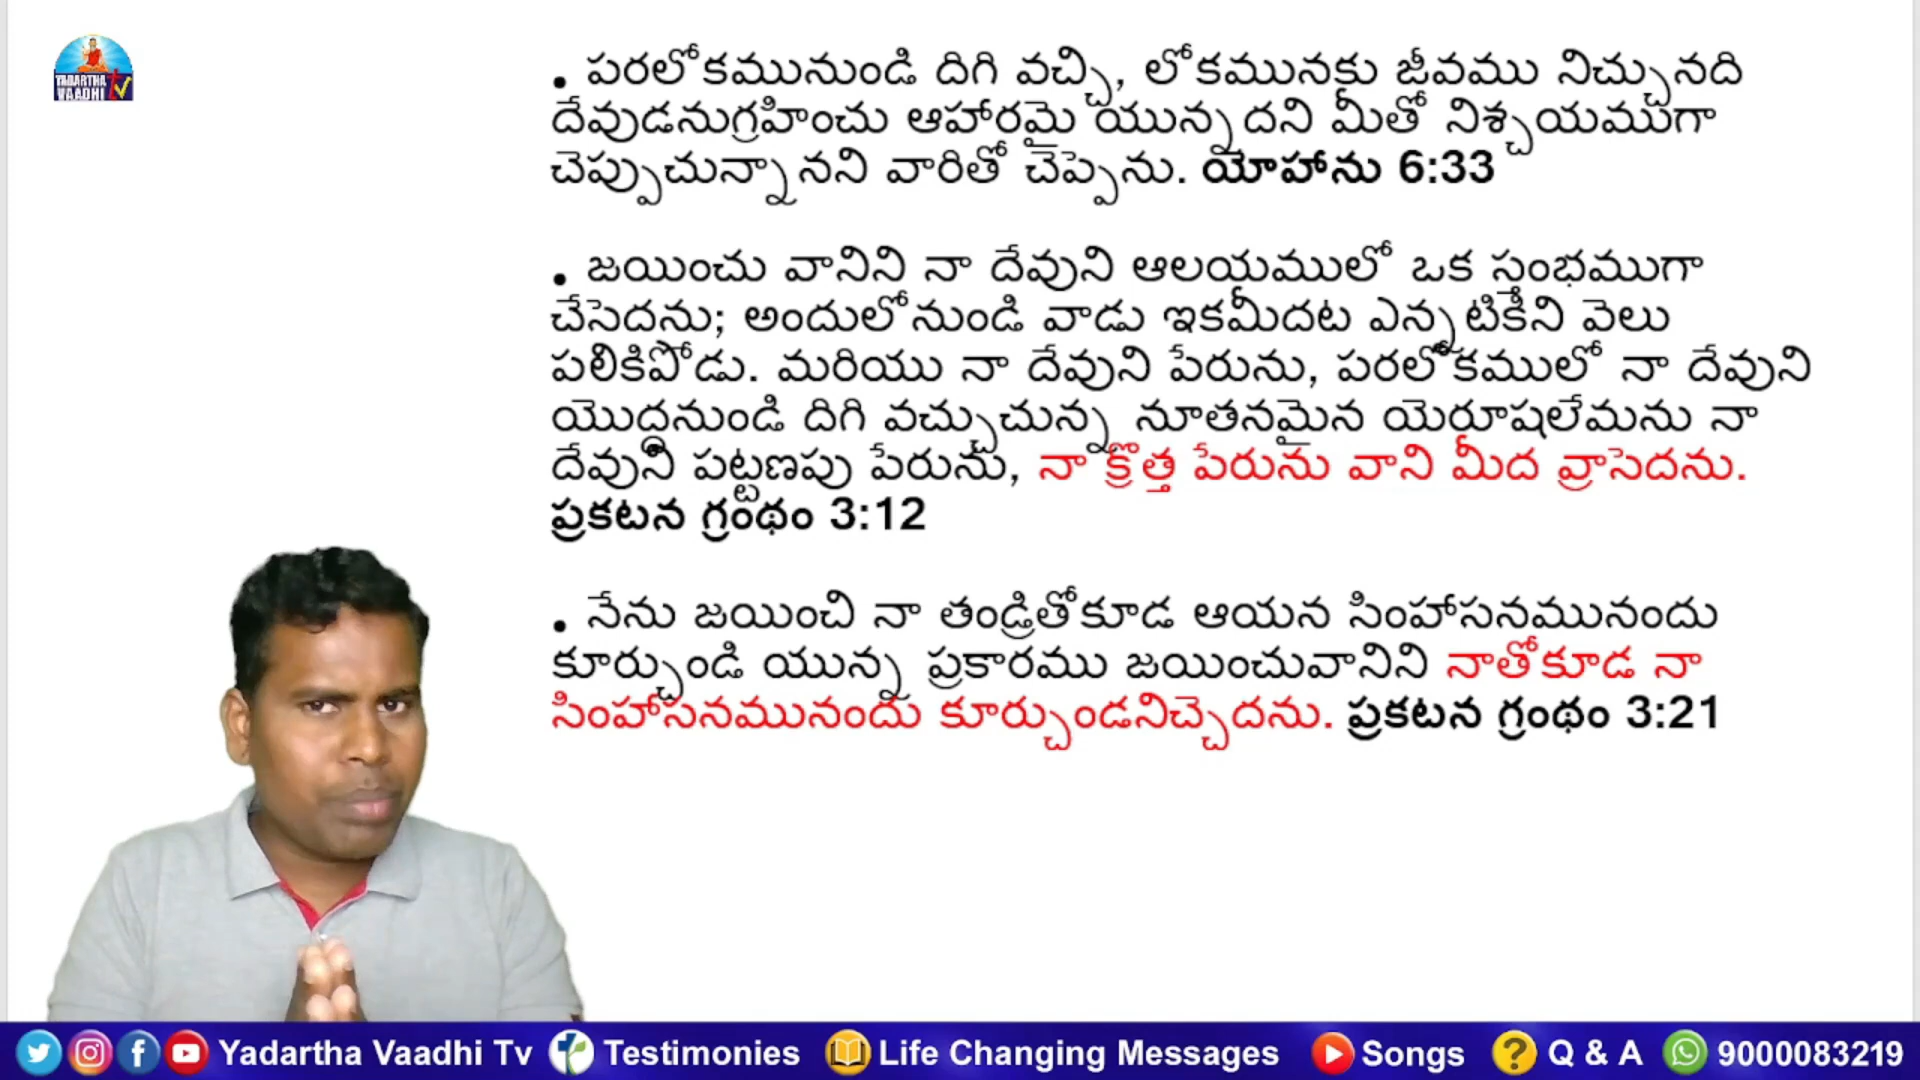 YADARTHA
VAADHI TV
. పరలోకమునుండి దిగి వచ్చి, లోకమునకు జీవము నిచ్చునది
దేవుడనుగ్రహించు ఆహారమై యున్నదని మీతో నిశ్చయముగా
చెప్పుచున్నానని వారితో చెప్పెను. యోహాను 6:33
. జయించు వానిని నా దేవుని ఆలయములో ఒక స్తంభముగా
చేసెదను; అందులోనుండి వాడు ఇకమీదట ఎన్నటికిని వెలు
పలికిపోడు. మరియు నా దేవుని పేరును, పరలోకములో నా దేవుని
యొద్దనుండి దిగి వచ్చుచున్న నూతనమైన యెరూషలేమను నా
దేవుని పట్టణపు పేరును, నా క్రొత్త పేరును వాని మీద వ్రాసెదను.
ప్రకటన గ్రంథం 3:12
. నేను జయించి నా తండ్రితోకూడ ఆయన సింహాసనమునందు
కూర్చుండి యున్న ప్రకారము జయించువానిని నాతోకూడ నా
సింహాసనమునందు కూర్చుండనిచ్చెదను. ప్రకటన గ్రంథం 3:21
Yadartha Vaadhi Tv Testimonies Life Changing Messages Songs Q & A 9000083219